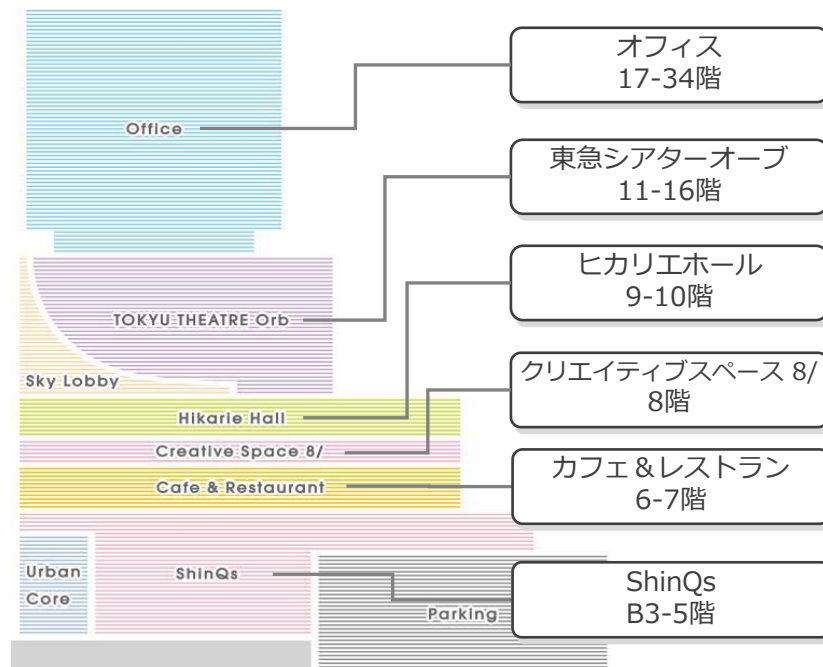 Office
オフィス
17-34階
東急シアターオーブ
11-16階
TOKYU THEATRE Orb
Sky Lobby
ヒカリエホール
9-10階
Hikarie Hall
クリエイティブスペース 8/
8階
Creative Space 8/
カフェ＆レストラン
6-7階
Cafe & Restaurant
Urban
Core
ShinQs
Parking
ShinQs
B3-5階